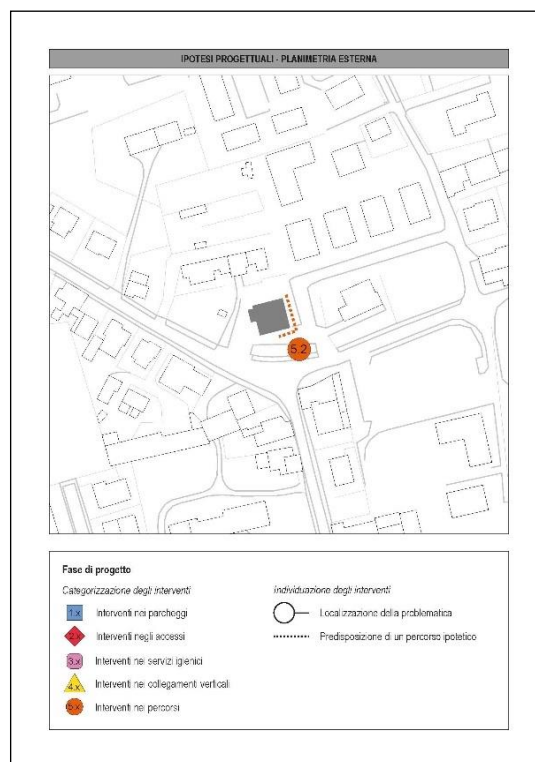 IPOTESI PROGETTUALI - PLANIMETRIA ESTERNA
5.2
Fase di progetto
Categorizzazione degli interventi
1.x Interventi nei parcheggi
2.x Interventi negli accessi
3.x Interventi nei servizi igienici
4.x Interventi nei collegamenti verticali
5.x Interventi nei percorsi
Individuazione degli interventi
Localizzazione della problematica
Predisposizione di un percorso ipotetico